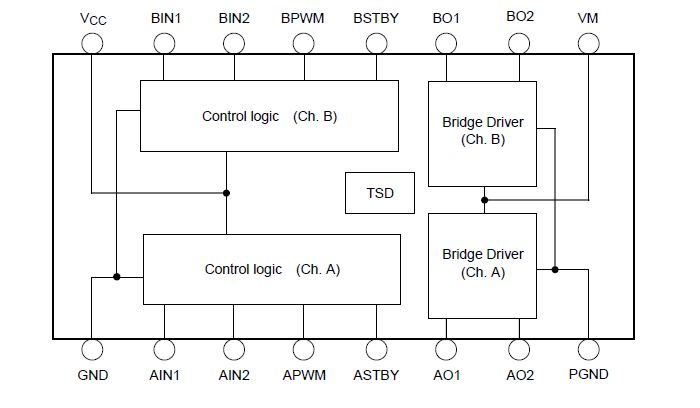 VCC BIN1 BIN2 BPWM BSTBY BO1 BO2 VM
Control logic (Ch. B)
Bridge Driver
(Ch. B)
TSD
Control logic (Ch. A)
Bridge Driver
(Ch. A)
GND AIN1 AIN2 APWM ASTBY AO1 AO2 PGND